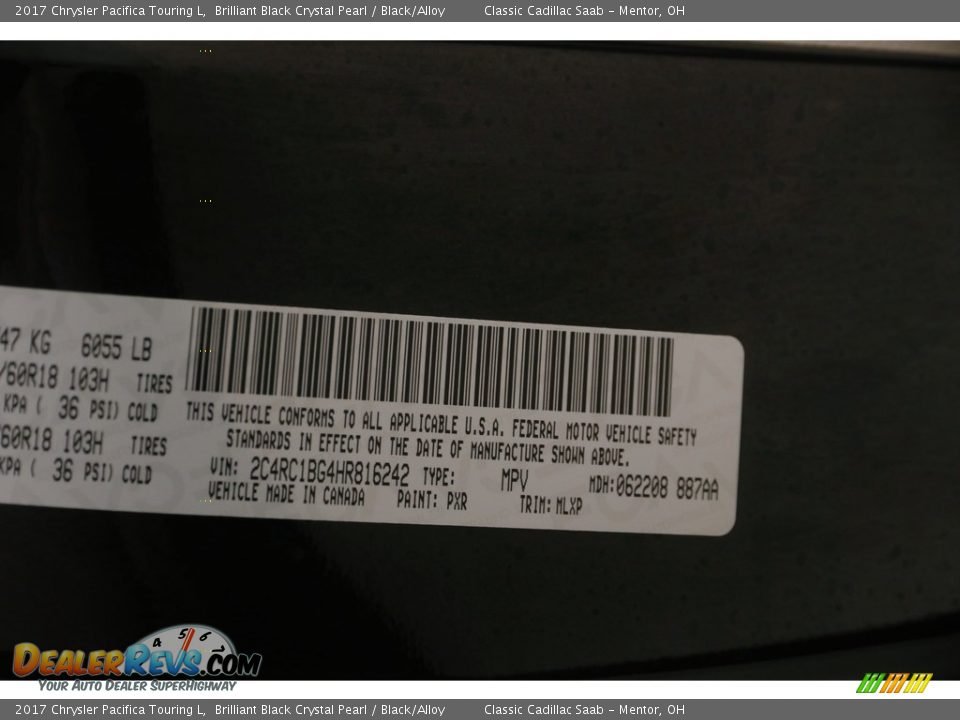 2017 Chrysler Pacifica Touring L, Brilliant Black Crystal Pearl / Black/Alloy Classic Cadillac Saab – Mentor, OH
47 KG 6055 LB
/60R18 103H TIRES
KPA ( 36 PSI) COLD
60R18 103H TIRES
KPA ( 36 PSI) COLD
THIS VEHICLE CONFORMS TO ALL APPLICABLE U.S.A. FEDERAL MOTOR VEHICLE SAFETY
STANDARDS IN EFFECT ON THE DATE OF MANUFACTURE SHOWN ABOVE.
VIN: 2C4RC1BG4HR816242 TYPE: MPV MDH:062208 887AA
VEHICLE MADE IN CANADA PAINT: PXR TRIM: MLXP
4 5 6
DEALERREVS.COM
YOUR AUTO DEALER SUPERHIGHWAY
2017 Chrysler Pacifica Touring L, Brilliant Black Crystal Pearl / Black/Alloy Classic Cadillac Saab – Mentor, OH